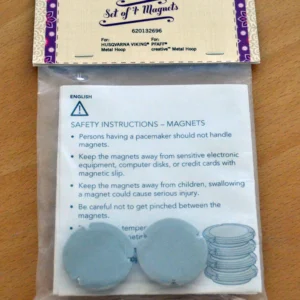 Set of 4 Magnets
620132696
For: For:
HUSQVARNA VIKING® PFAFF®
Metal Hoop creative™ Metal Hoop
ENGLISH
SAFETY INSTRUCTIONS – MAGNETS
• Persons having a pacemaker should not handle
magnets.
• Keep the magnets away from sensitive electronic
equipment, computer disks, or credit cards with
magnetic slip.
• Keep the magnets away from children, swallowing
a magnet could cause serious injury.
• Be careful not to get pinched between the
magnets.